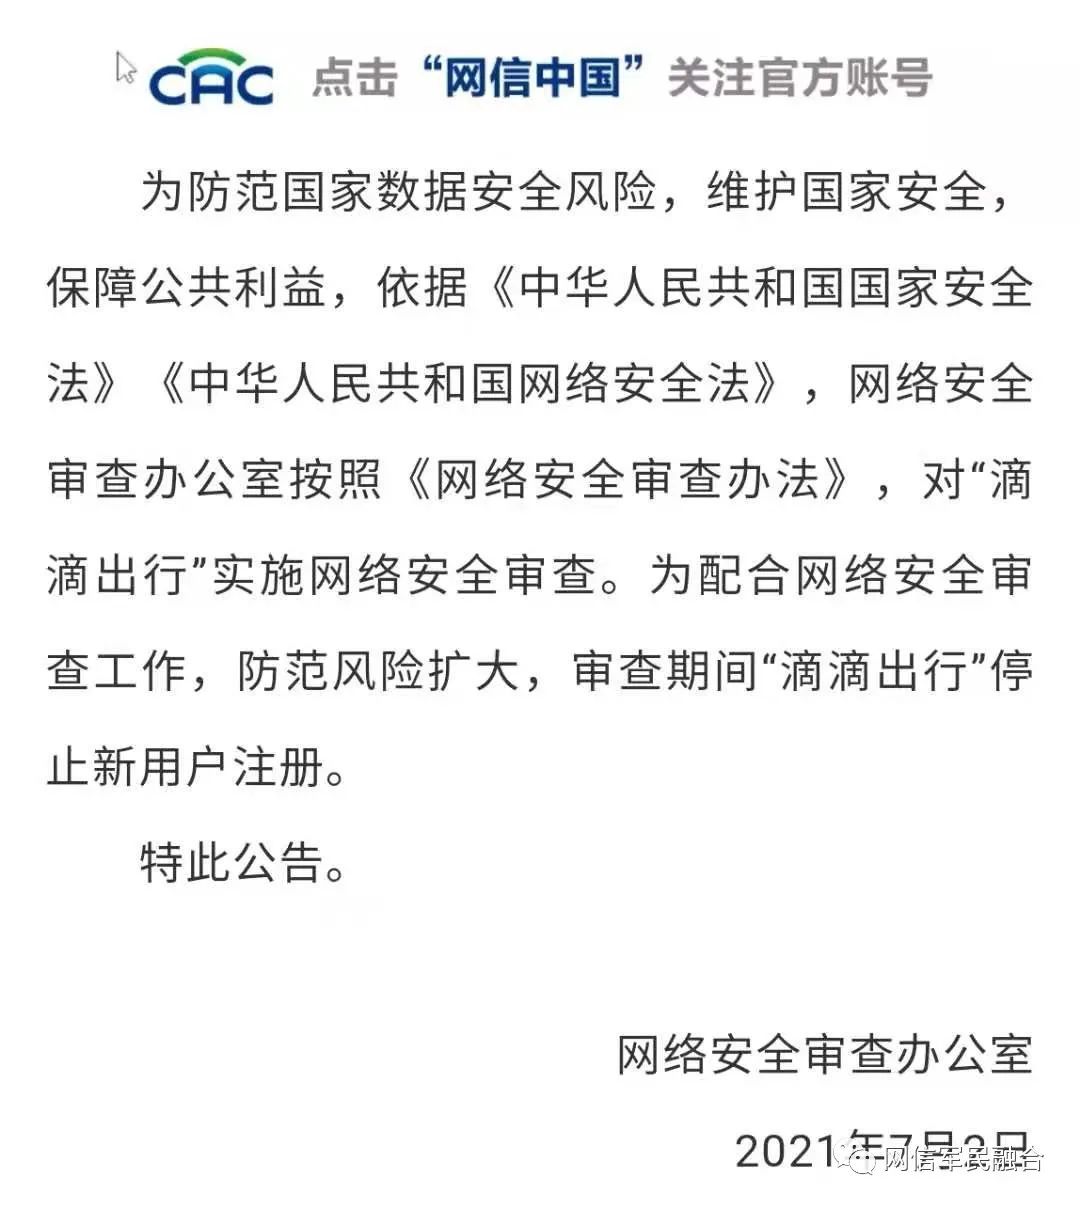 CAC 点击“网信中国”关注官方账号
为防范国家数据安全风险，维护国家安全，
保障公共利益，依据《中华人民共和国国家安全
法》《中华人民共和国网络安全法》，网络安全
审查办公室按照《网络安全审查办法》，对“滴
滴出行”实施网络安全审查。为配合网络安全审
查工作，防范风险扩大，审查期间“滴滴出行”停
止新用户注册。
特此公告。
网络安全审查办公室
2021年7月2日
网信军民融合